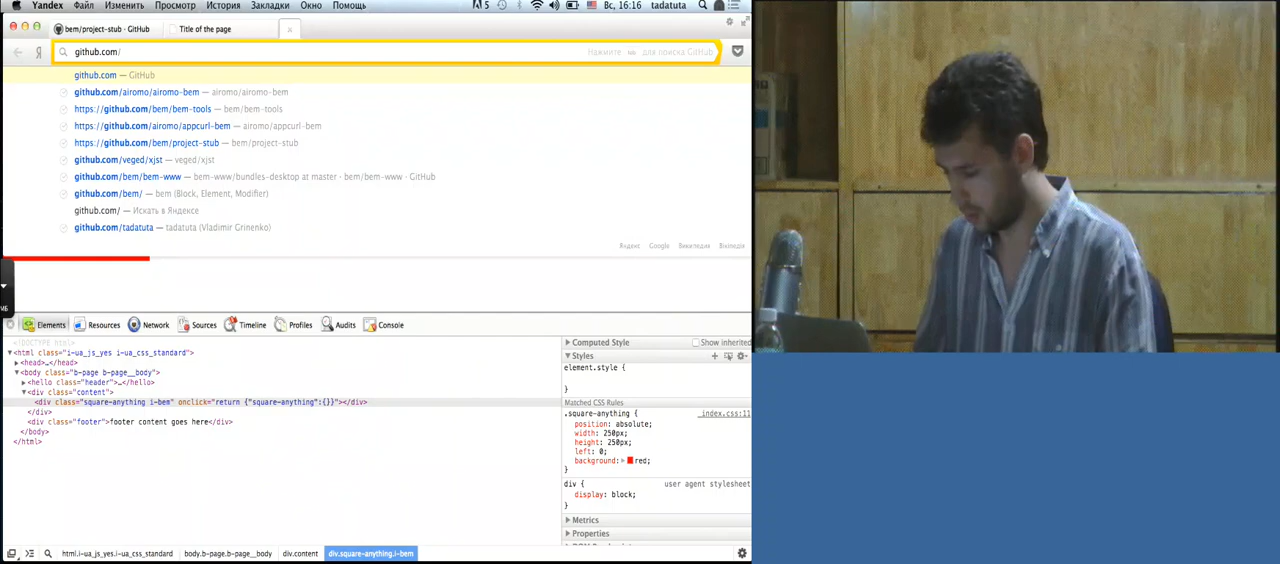 Yandex Файл Изменить Просмотр История Закладки Окно Помощь 5 Вс, 16:16 tadatuta
bem/project-stub · GitHub Title of the page
Я github.com/ Нажмите для поиска GitHub
github.com — GitHub
github.com/airomo/airomo-bem — airomo/airomo-bem
https://github.com/bem/bem-tools — bem/bem-tools
https://github.com/airomo/appcurl-bem — airomo/appcurl-bem
https://github.com/bem/project-stub — bem/project-stub
github.com/veged/xjst — veged/xjst
github.com/bem/bem-www — bem-www/bundles-desktop at master · bem/bem-www · GitHub
github.com/bem/ — bem (Block, Element, Modifier)
github.com/ — Искать в Яндексе
github.com/tadatuta — tadatuta (Vladimir Grinenko)
Яндекс Google Википедия Вікіпедія
МБ
Elements Resources Network Sources Timeline Profiles Audits Console
<!DOCTYPE html>
<html class="i-ua_js_yes i-ua_css_standard">
<head>…</head>
<body class="b-page b-page__body">
<hello class="header">…</hello>
<div class="content">
<div class="square-anything i-bem" onclick="return {"square-anything":{}}"></div>
</div>
<div class="footer">footer content goes here</div>
</body>
</html>
Computed Style Show inherited
Styles
element.style {
}
Matched CSS Rules
.square-anything { _index.css:11
position: absolute;
width: 250px;
height: 250px;
left: 0;
background: red;
}
div { user agent stylesheet
display: block;
}
Metrics
Properties
html.i-ua_js_yes.i-ua_css_standard body.b-page.b-page__body div.content div.square-anything.i-bem